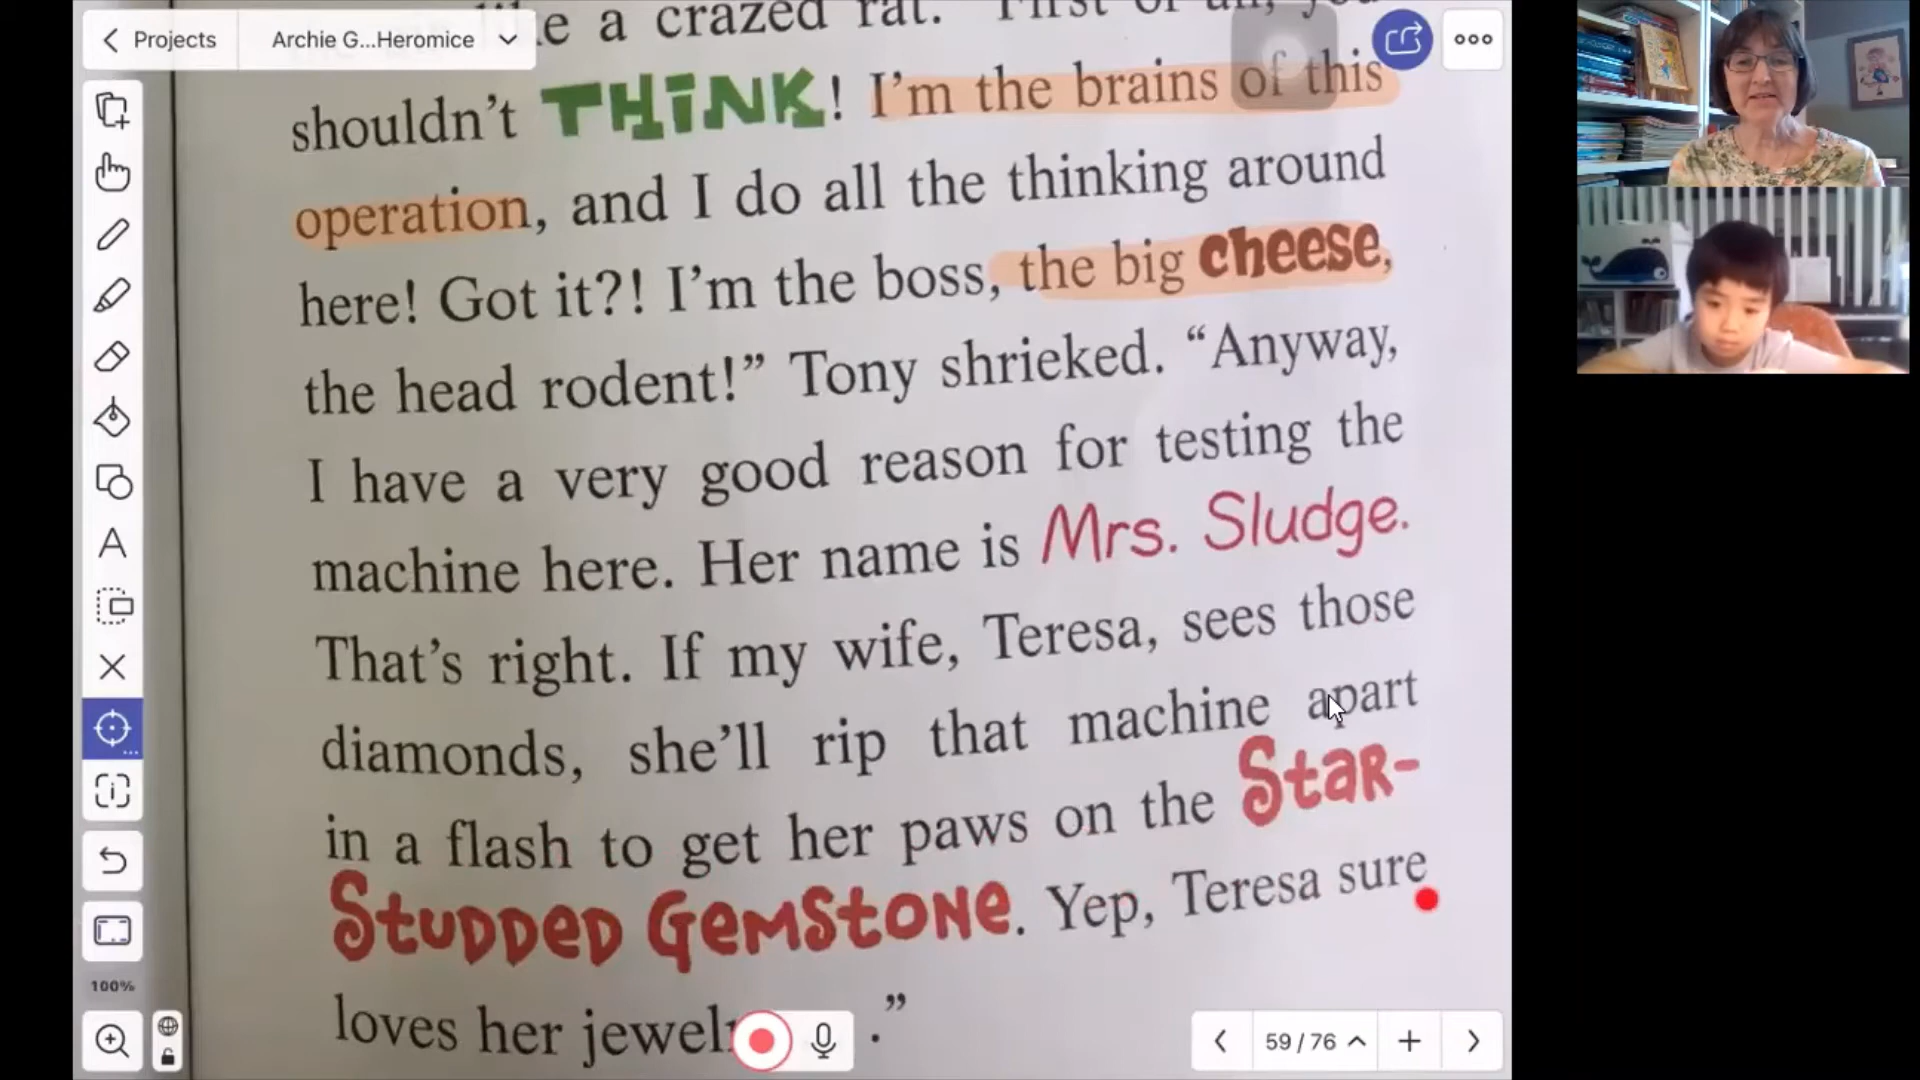 Projects
Archie G...Heromice
a crazed rat.
shouldn't THINK! I'm the brains of this
operation, and I do all the thinking around
here! Got it?! I'm the boss, the big cheese,
the head rodent!" Tony shrieked. "Anyway,
I have a very good reason for testing the
machine here. Her name is Mrs. Sludge.
That's right. If my wife, Teresa, sees those
diamonds, she'll rip that machine apart
in a flash to get her paws on the Star-
Studded Gemstone. Yep, Teresa sure
loves her
."
100%
59 / 76